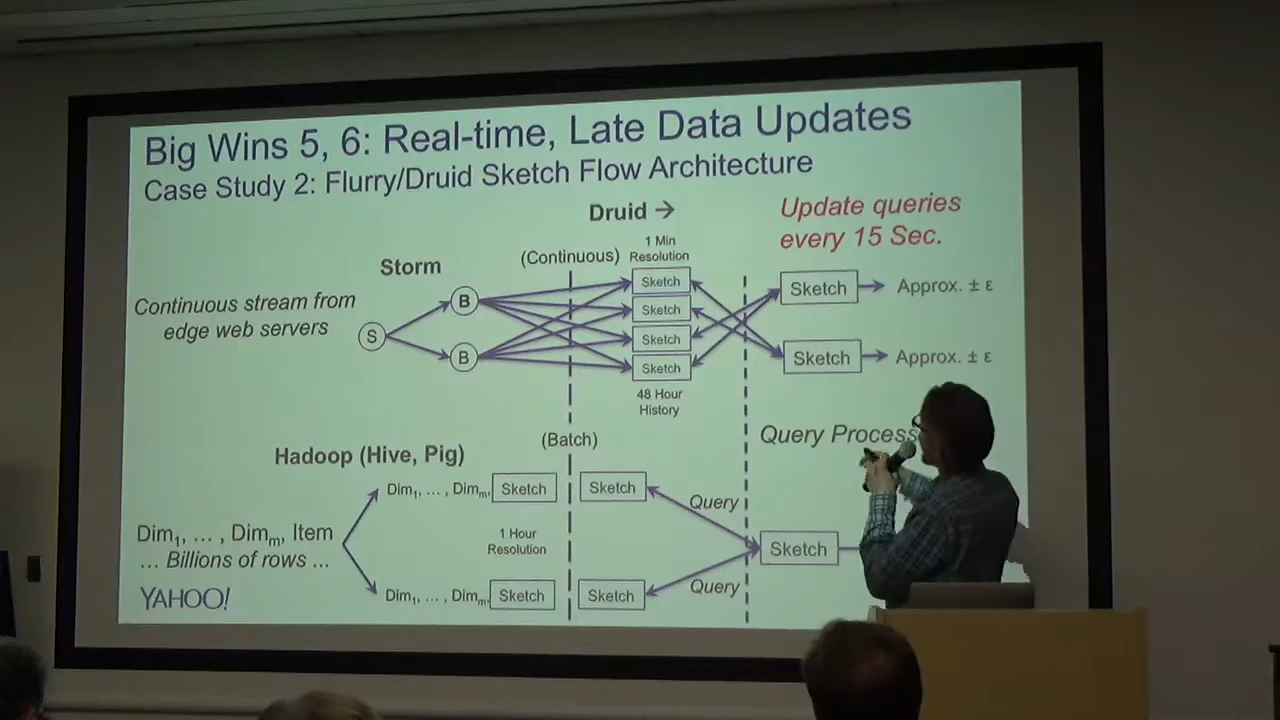 Big Wins 5, 6: Real-time, Late Data Updates
Case Study 2: Flurry/Druid Sketch Flow Architecture
Druid →
Update queries
every 15 Sec.
Storm
(Continuous)
1 Min
Resolution
Continuous stream from
edge web servers
S
B
B
Sketch
Sketch
Sketch
Sketch
48 Hour
History
Sketch
Approx. ± ε
Sketch
Approx. ± ε
Hadoop (Hive, Pig)
(Batch)
Query Process
Dim1, … , Dimm, Item
… Billions of rows …
Dim1, … , Dimm,
Sketch
Sketch
Query
1 Hour
Resolution
Sketch
Dim1, … , Dimm,
Sketch
Sketch
Query
YAHOO!